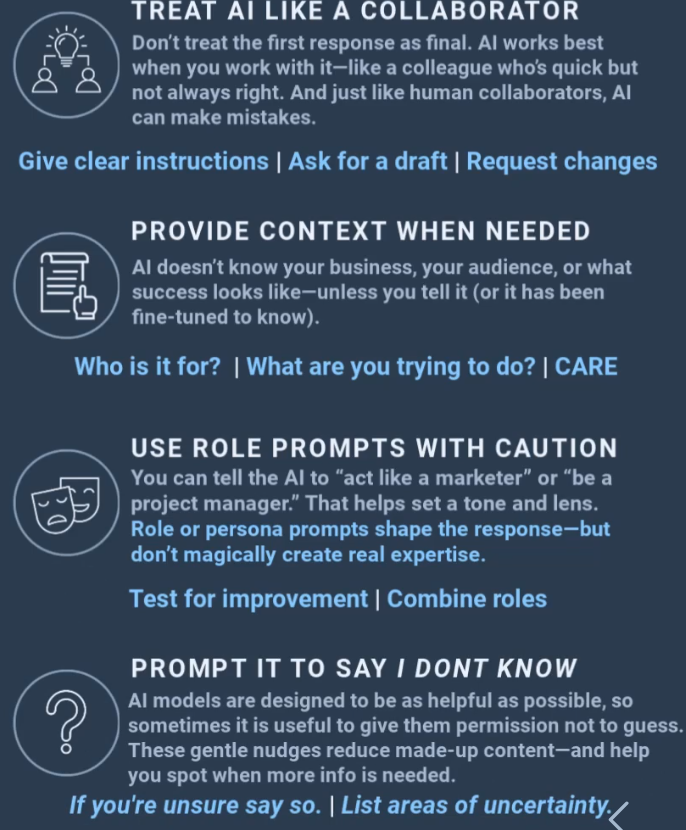 TREAT AI LIKE A COLLABORATOR
Don't treat the first response as final. AI works best
when you work with it—like a colleague who's quick but
not always right. And just like human collaborators, AI
can make mistakes.
Give clear instructions | Ask for a draft | Request changes
PROVIDE CONTEXT WHEN NEEDED
AI doesn't know your business, your audience, or what
success looks like—unless you tell it (or it has been
fine-tuned to know).
Who is it for? | What are you trying to do? | CARE
USE ROLE PROMPTS WITH CAUTION
You can tell the AI to “act like a marketer” or “be a
project manager.” That helps set a tone and lens.
Role or persona prompts shape the response—but
don't magically create real expertise.
Test for improvement | Combine roles
PROMPT IT TO SAY I DONT KNOW
AI models are designed to be as helpful as possible, so
sometimes it is useful to give them permission not to guess.
These gentle nudges reduce made-up content—and help
you spot when more info is needed.
If you're unsure say so. | List areas of uncertainty.